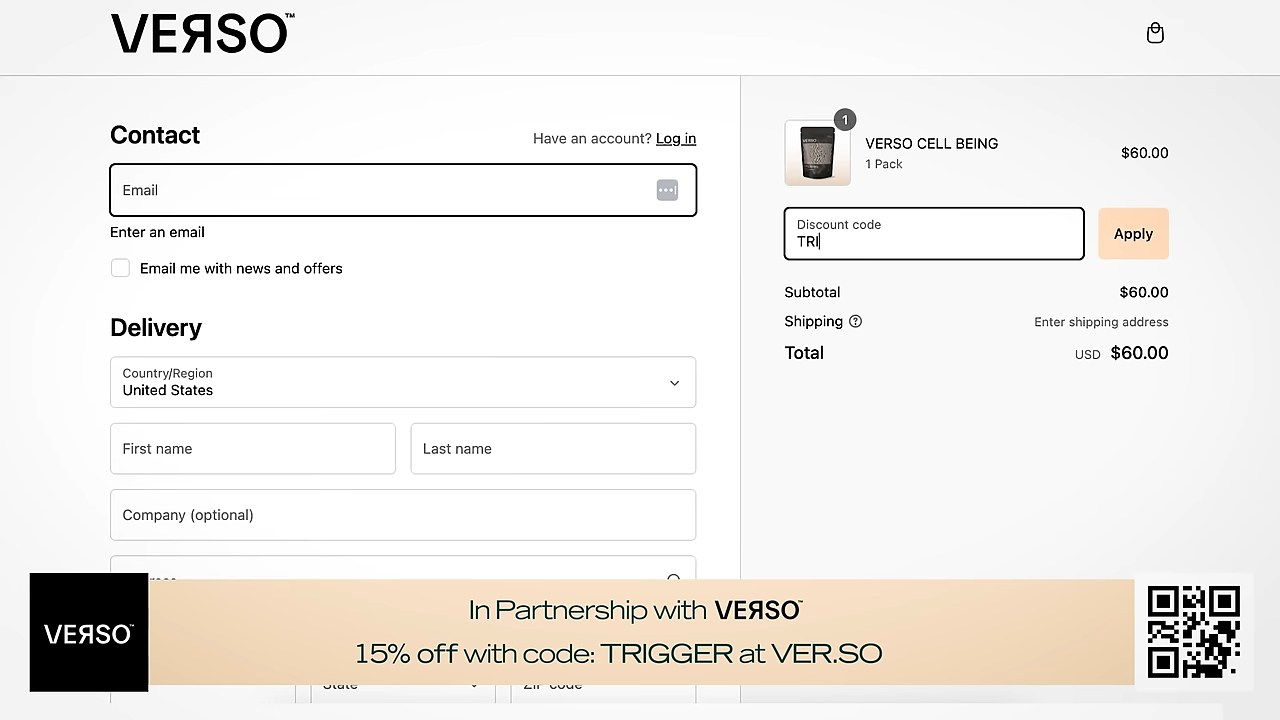 VEЯSO™
Contact
Have an account? Log in
Email
Enter an email
Email me with news and offers
Delivery
Country/Region
United States
First name
Last name
Company (optional)
1
VERSO CELL BEING
1 Pack
$60.00
Discount code
TRI
Apply
Subtotal
$60.00
Shipping
Enter shipping address
Total
USD $60.00
VEЯSO™
In Partnership with VEЯSO™
15% off with code: TRIGGER at VER.SO
State
ZIP code